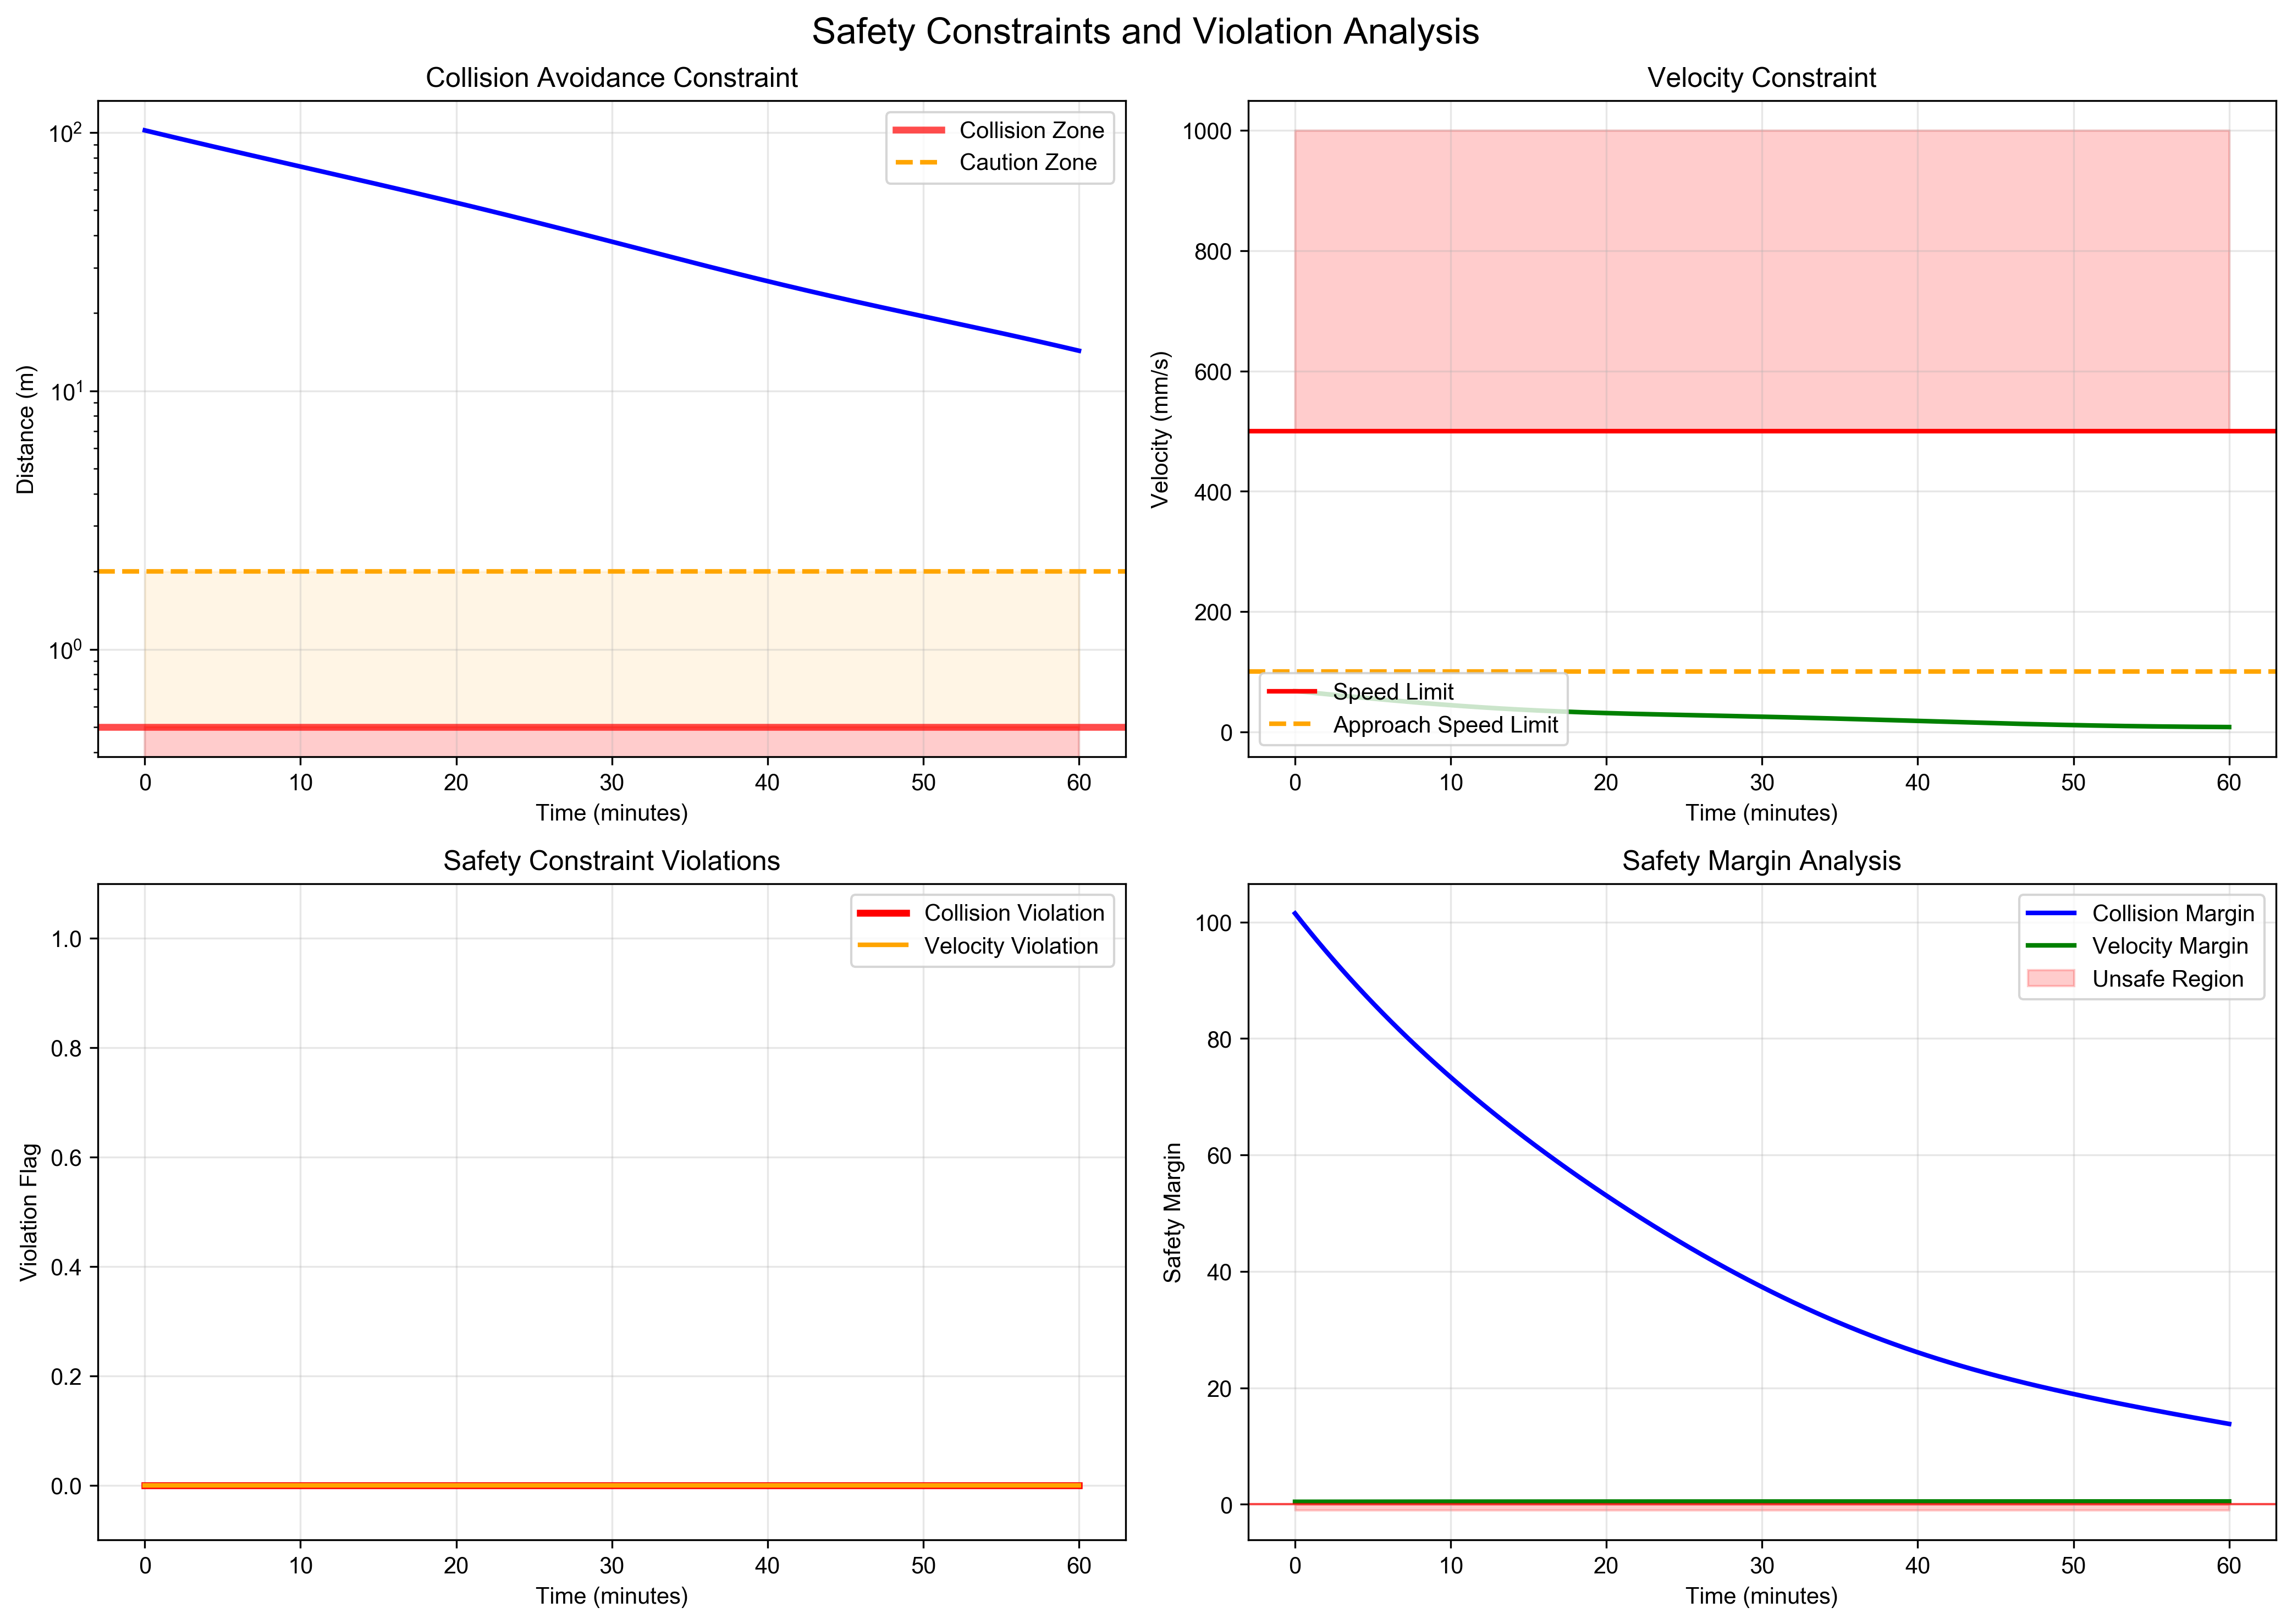 Safety Constraints and Violation Analysis
Collision Avoidance Constraint
Distance (m)
10²
10¹
10⁰
Collision Zone
Caution Zone
0 10 20 30 40 50 60
Time (minutes)
Velocity Constraint
Velocity (mm/s)
1000
800
600
400
200
0
Speed Limit
Approach Speed Limit
0 10 20 30 40 50 60
Time (minutes)
Safety Constraint Violations
Violation Flag
1.0
0.8
0.6
0.4
0.2
0.0
Collision Violation
Velocity Violation
0 10 20 30 40 50 60
Time (minutes)
Safety Margin Analysis
Safety Margin
100
80
60
40
20
0
Collision Margin
Velocity Margin
Unsafe Region
0 10 20 30 40 50 60
Time (minutes)